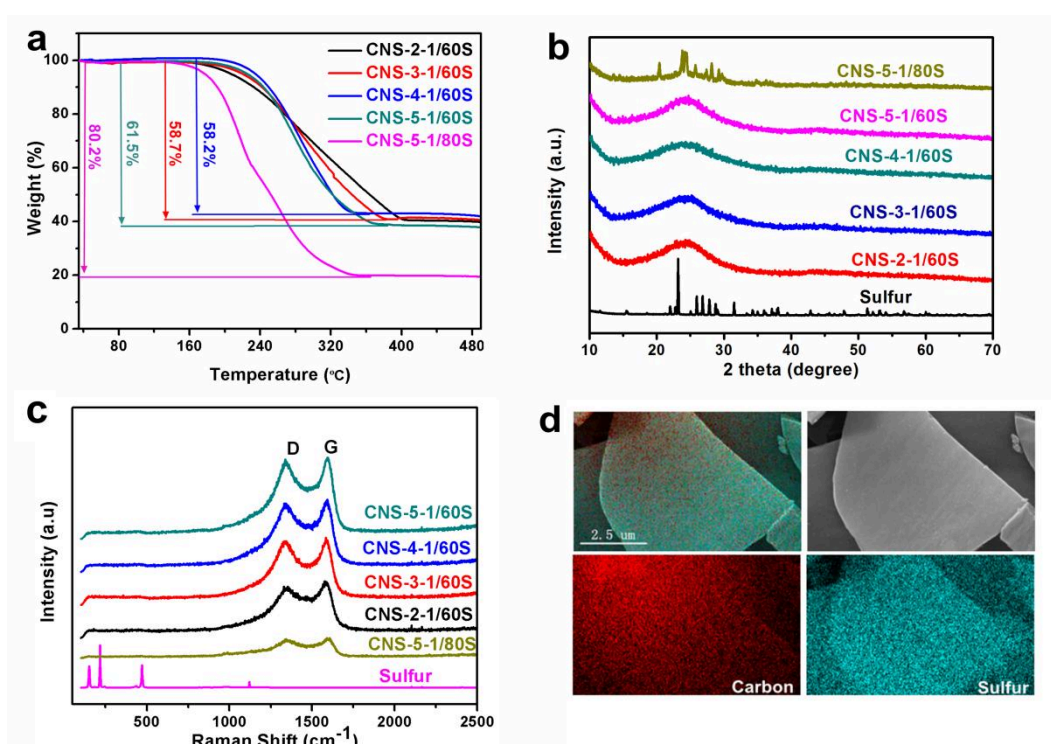 a
CNS-2-1/60S
CNS-3-1/60S
CNS-4-1/60S
CNS-5-1/60S
CNS-5-1/80S
80.2%
61.5%
58.7%
58.2%
100
80
60
40
20
0
Weight (%)
80 160 240 320 400 480
Temperature (℃)
b
CNS-5-1/80S
CNS-5-1/60S
CNS-4-1/60S
CNS-3-1/60S
CNS-2-1/60S
Sulfur
Intensity (a.u.)
10 20 30 40 50 60 70
2 theta (degree)
c
D G
CNS-5-1/60S
CNS-4-1/60S
CNS-3-1/60S
CNS-2-1/60S
CNS-5-1/80S
Sulfur
Intensity (a.u)
500 1000 1500 2000 2500
Raman Shift (cm-1)
d
2.5 um
Carbon
Sulfur